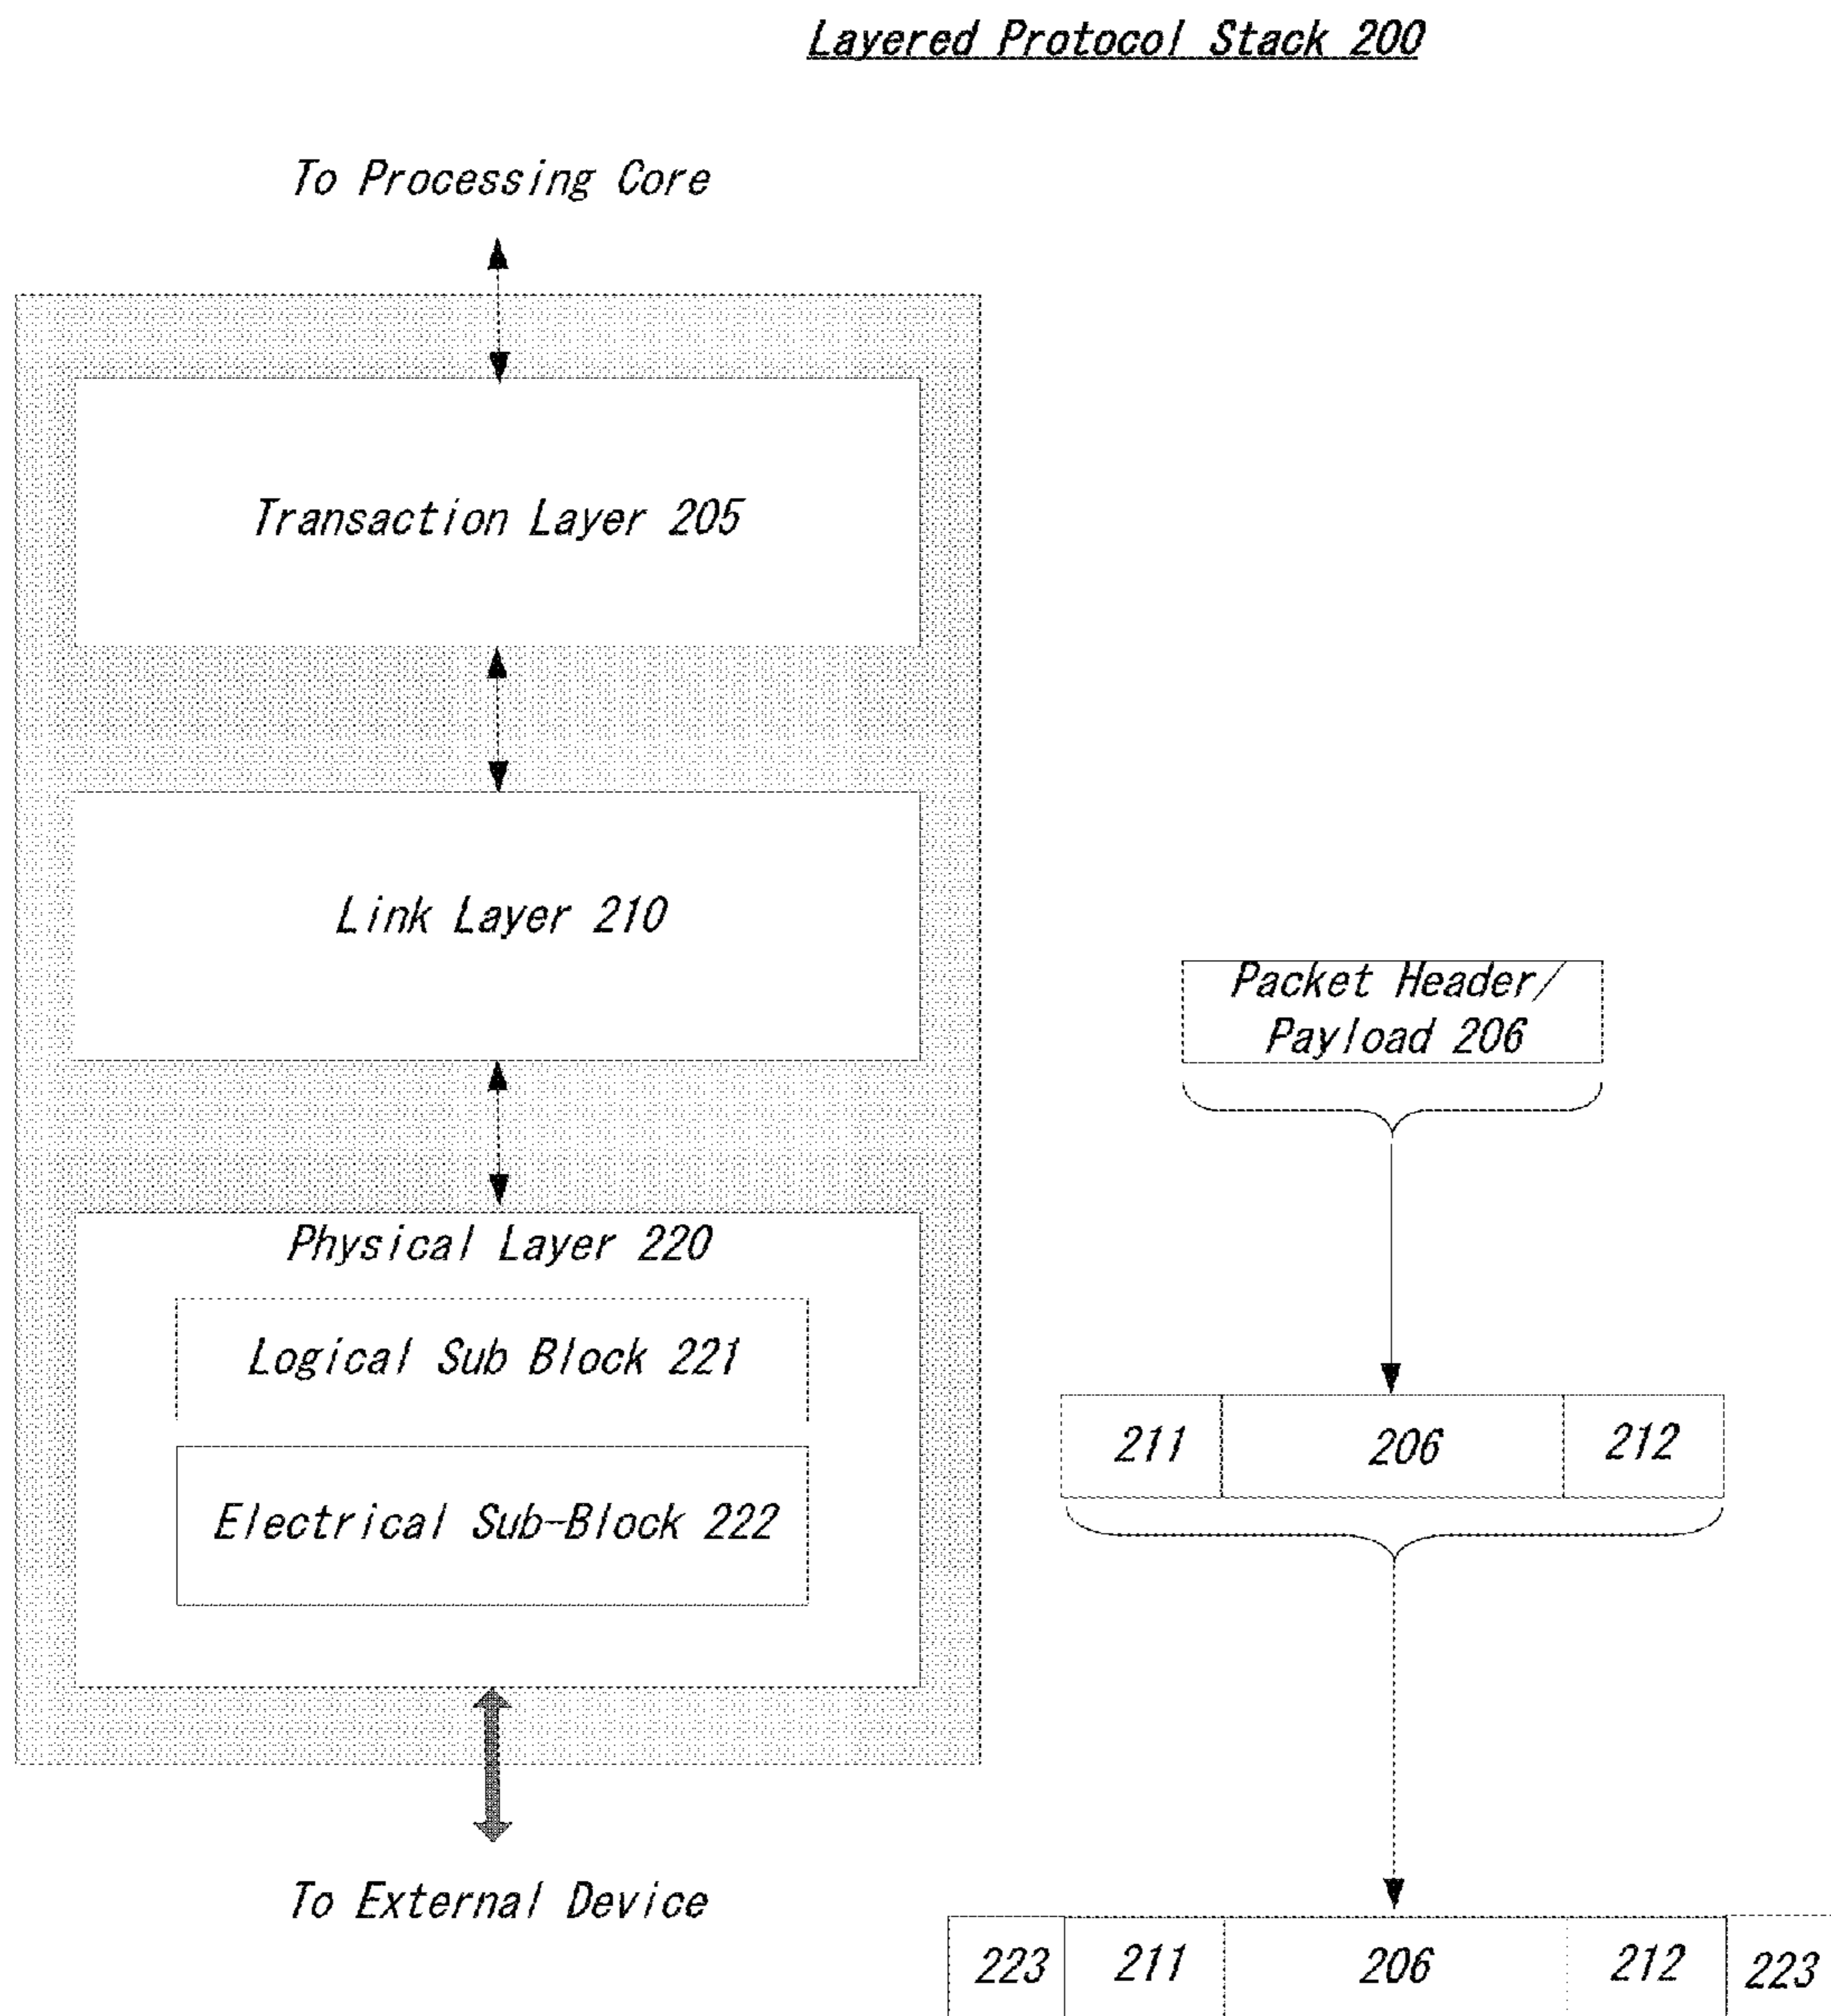 Layered Protocol Stack 200
To Processing Core
Transaction Layer 205
Link Layer 210
Physical Layer 220
Logical Sub Block 221
Electrical Sub-Block 222
To External Device
Packet Header/
Payload 206
211 206 212
223 211 206 212 223